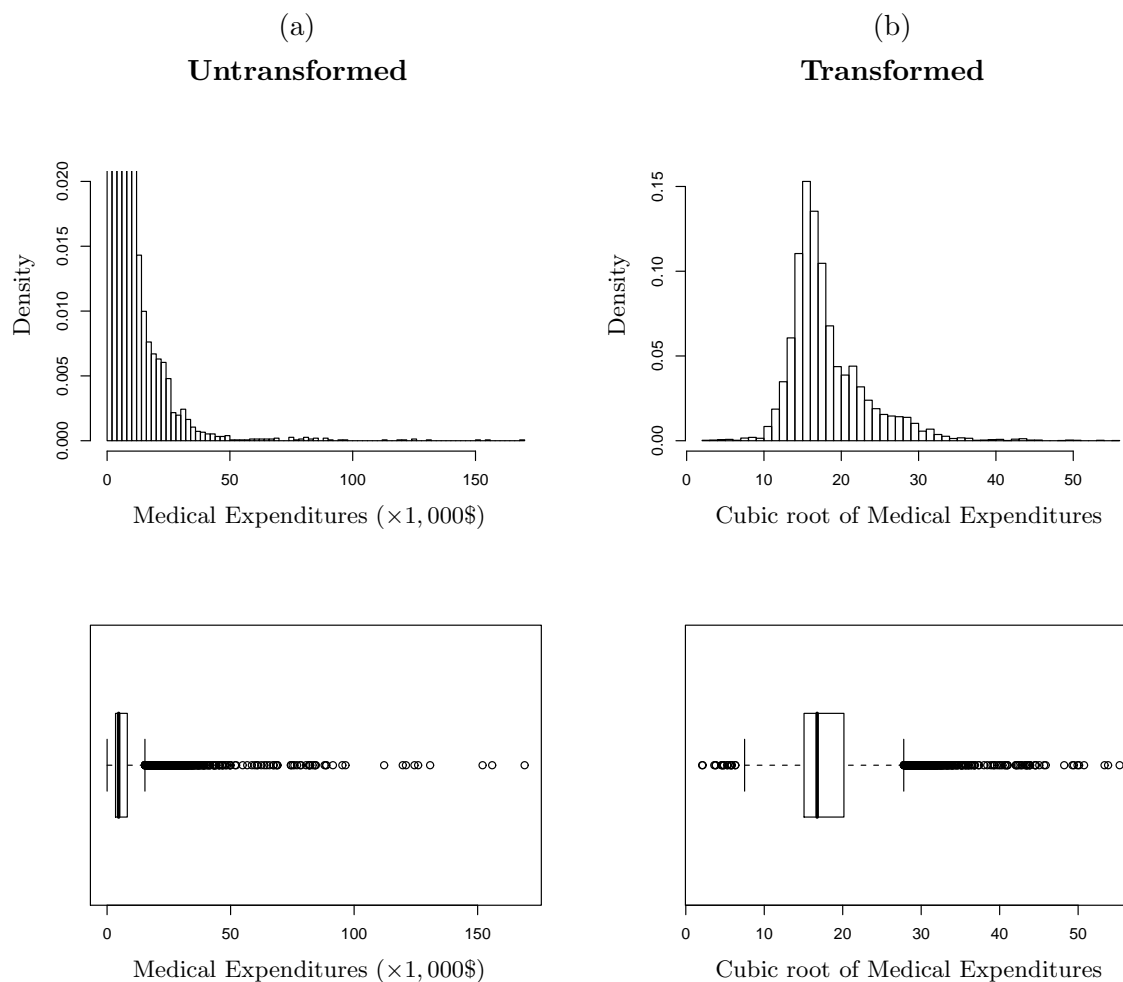 (a)
Untransformed
0.000 0.005 0.010 0.015 0.020
Density
0 50 100 150
Medical Expenditures (×1, 000$)
(b)
Transformed
0.00 0.05 0.10 0.15
Density
0 10 20 30 40 50
Cubic root of Medical Expenditures
0 50 100 150
Medical Expenditures (×1, 000$)
0 10 20 30 40 50
Cubic root of Medical Expenditures